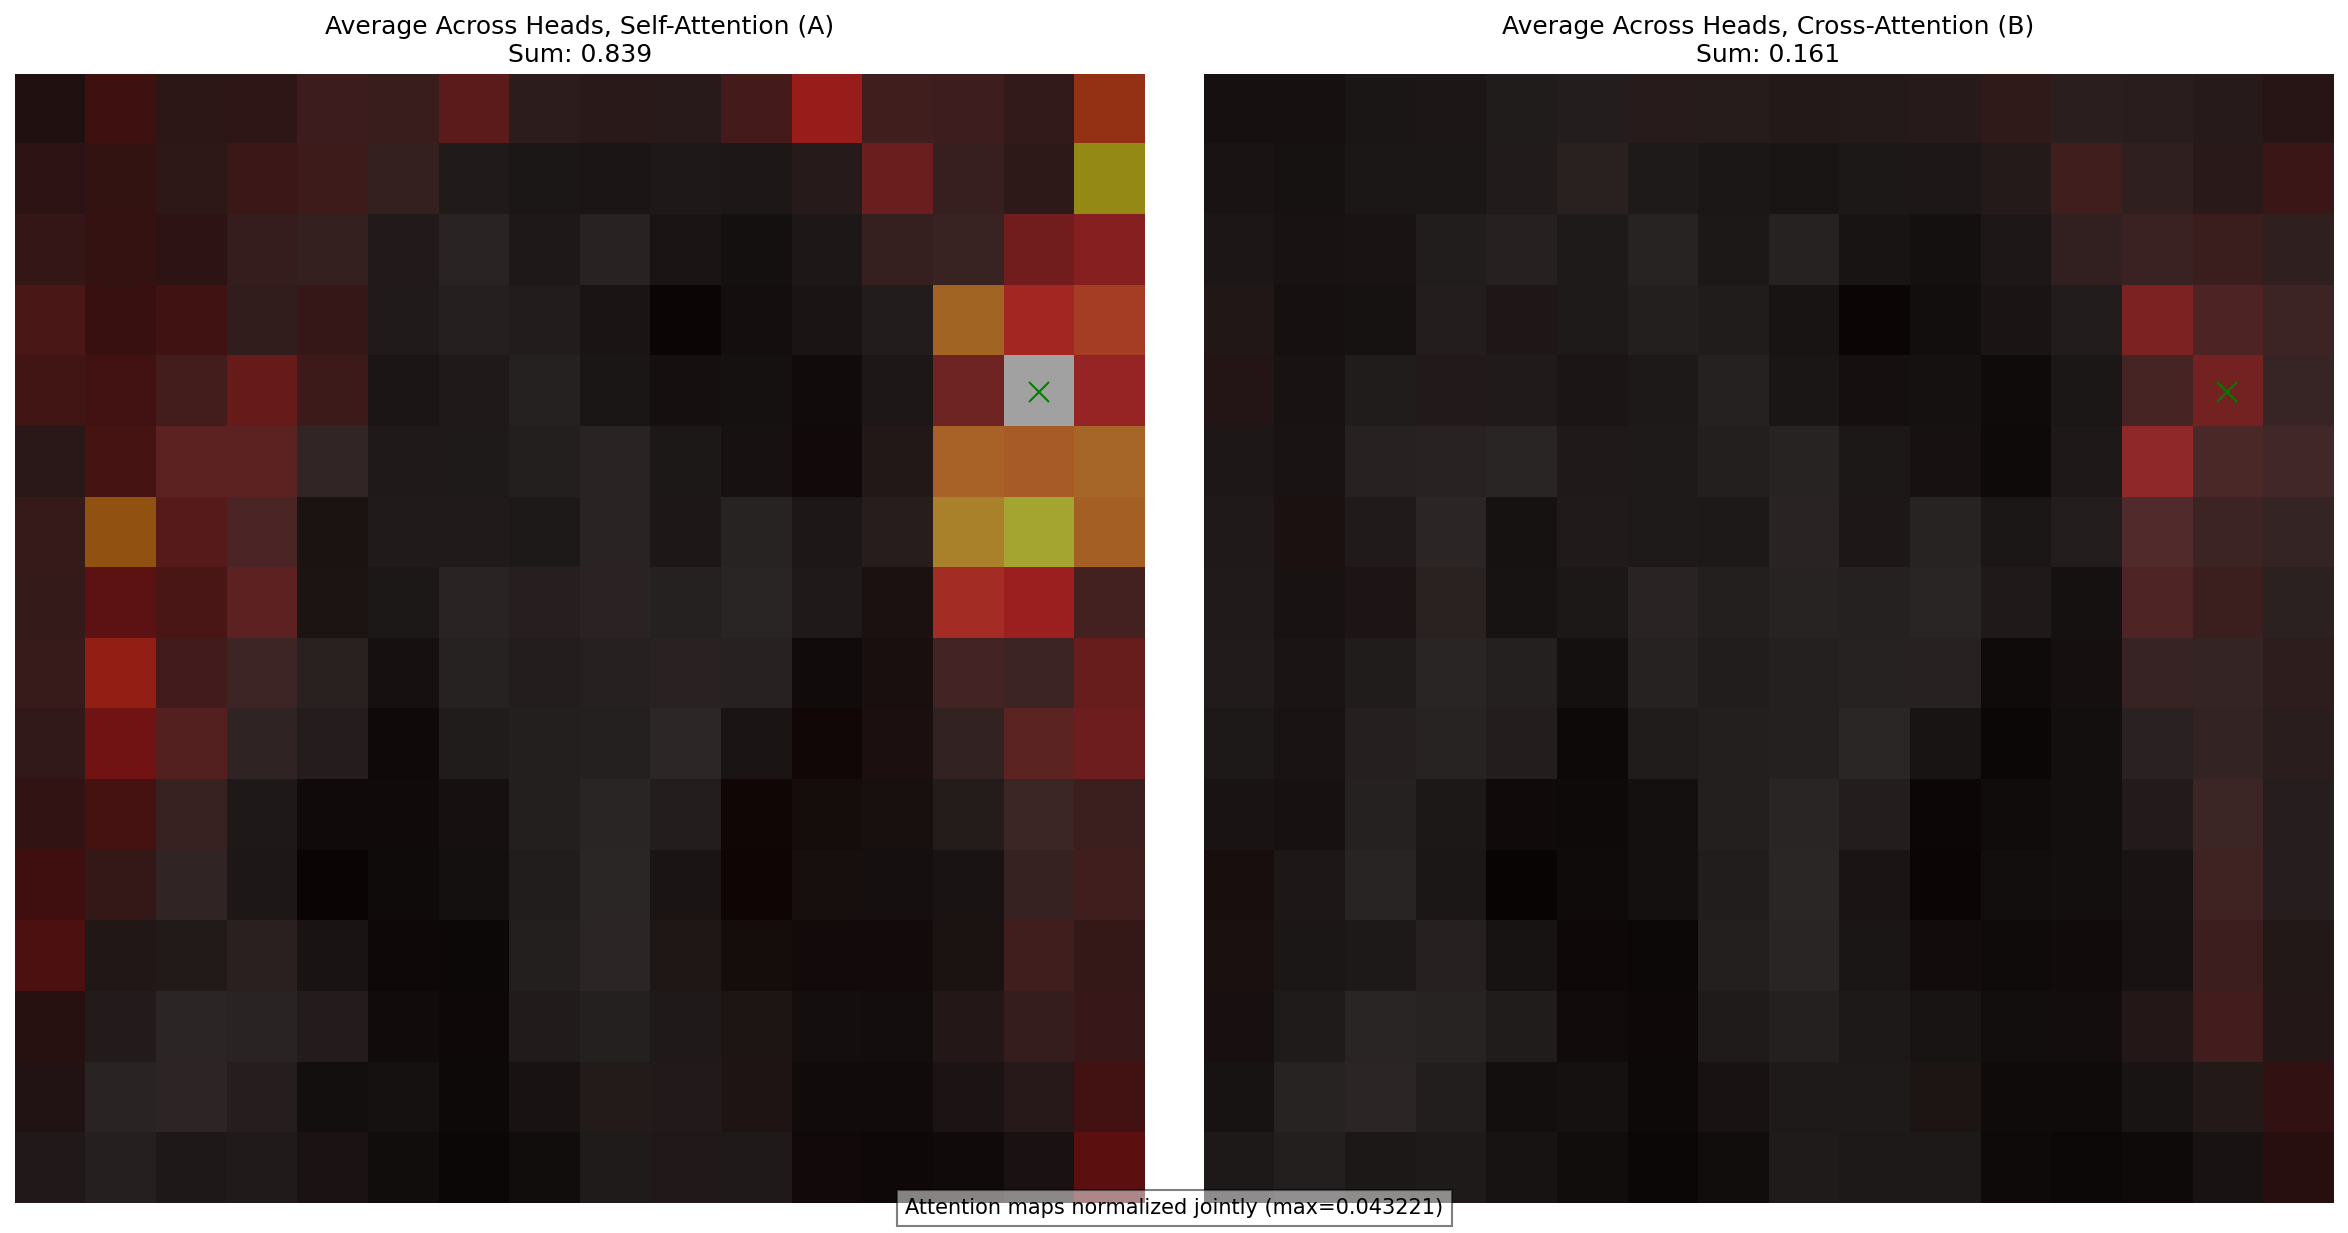 Average Across Heads, Self-Attention (A)
Sum: 0.839
Average Across Heads, Cross-Attention (B)
Sum: 0.161
Attention maps normalized jointly (max=0.043221)